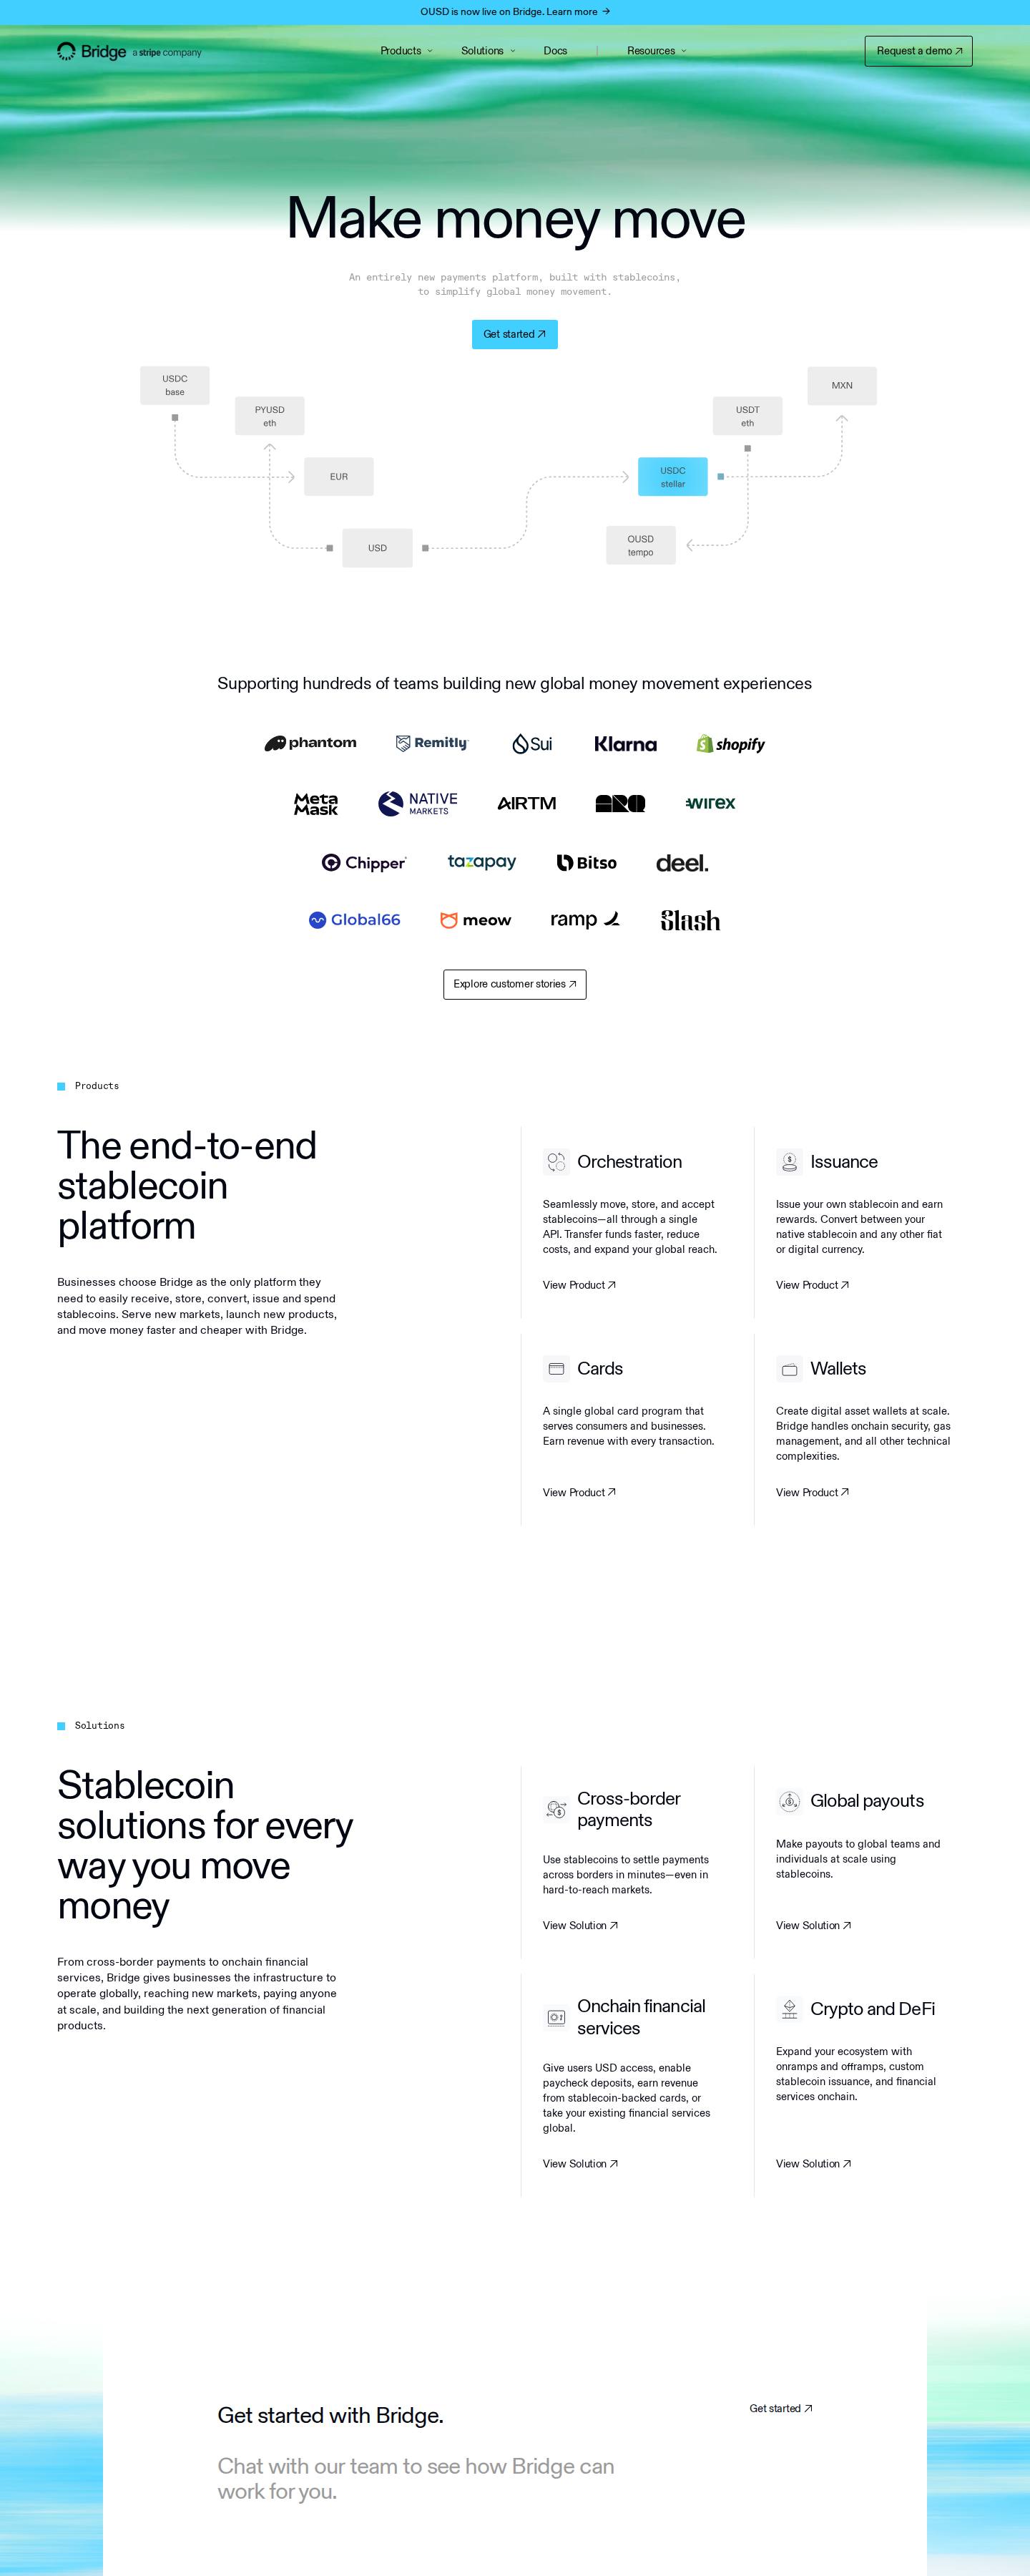 OUSD is now live on Bridge. Learn more →
Bridge a stripe company
Products
Solutions
Docs
Resources
Request a demo
Make money move
An entirely new payments platform, built with stablecoins,
to simplify global money movement.
Get started
USDC
base
PYUSD
eth
EUR
USD
USDC
stellar
OUSD
tempo
USDT
eth
MXN
Supporting hundreds of teams building new global money movement experiences
phantom
Remitly
Sui
Klarna
shopify
Meta
Mask
NATIVE
MARKETS
AIRTM
ARQ
wirex
Chipper
tazapay
Bitso
deel.
Global66
meow
ramp
Slash
Explore customer stories
Products
The end-to-end
stablecoin
platform
Businesses choose Bridge as the only platform they
need to easily receive, store, convert, issue and spend
stablecoins. Serve new markets, launch new products,
and move money faster and cheaper with Bridge.
Orchestration
Seamlessly move, store, and accept
stablecoins—all through a single
API. Transfer funds faster, reduce
costs, and expand your global reach.
View Product
Issuance
Issue your own stablecoin and earn
rewards. Convert between your
native stablecoin and any other fiat
or digital currency.
View Product
Cards
A single global card program that
serves consumers and businesses.
Earn revenue with every transaction.
View Product
Wallets
Create digital asset wallets at scale.
Bridge handles onchain security, gas
management, and all other technical
complexities.
View Product
Solutions
Stablecoin
solutions for every
way you move
money
From cross-border payments to onchain financial
services, Bridge gives businesses the infrastructure to
operate globally, reaching new markets, paying anyone
at scale, and building the next generation of financial
products.
Cross-border
payments
Use stablecoins to settle payments
across borders in minutes—even in
hard-to-reach markets.
View Solution
Global payouts
Make payouts to global teams and
individuals at scale using
stablecoins.
View Solution
Onchain financial
services
Give users USD access, enable
paycheck deposits, earn revenue
from stablecoin-backed cards, or
take your existing financial services
global.
View Solution
Crypto and DeFi
Expand your ecosystem with
onramps and offramps, custom
stablecoin issuance, and financial
services onchain.
View Solution
Get started with Bridge.
Get started
Chat with our team to see how Bridge can
work for you.